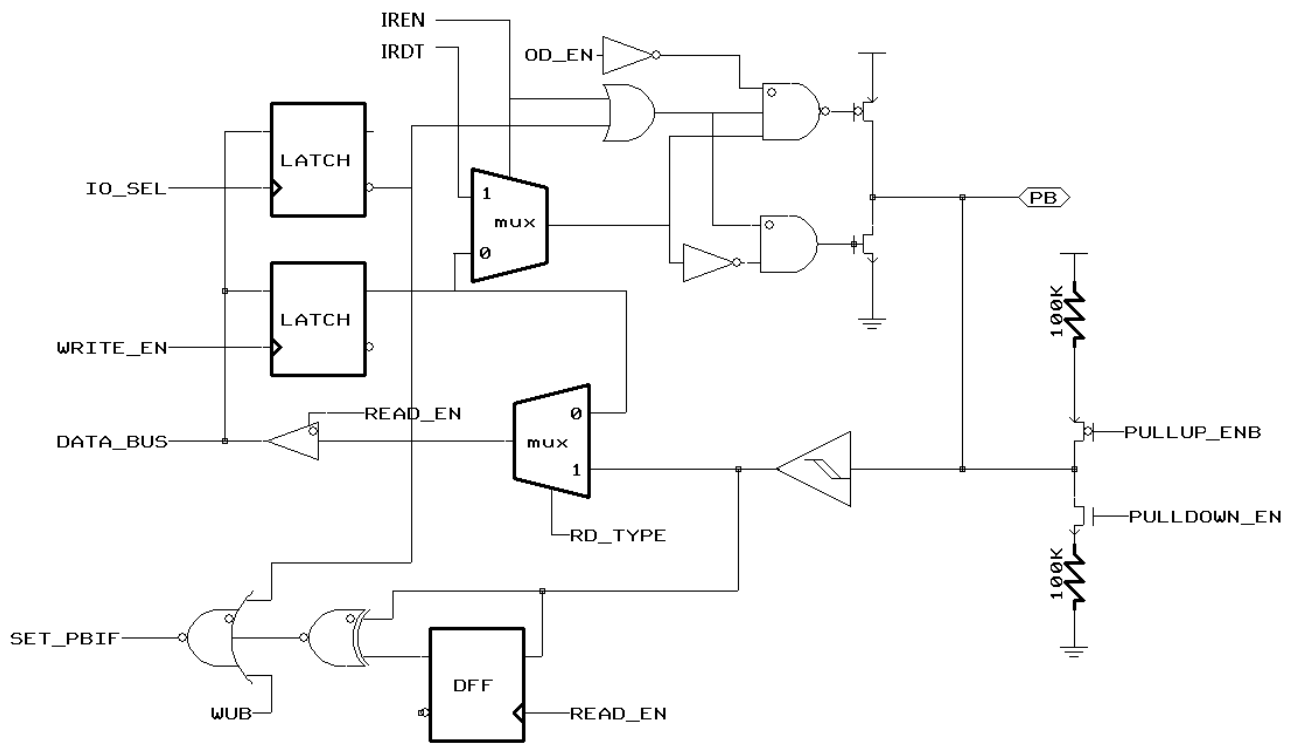 IREN
IRDT
OD_EN
LATCH
IO_SEL
1
mux
0
PB
LATCH
WRITE_EN
100K
READ_EN
0
DATA_BUS
mux
1
PULLUP_ENB
PULLDOWN_EN
RD_TYPE
100K
SET_PBIF
DFF
WUB
READ_EN